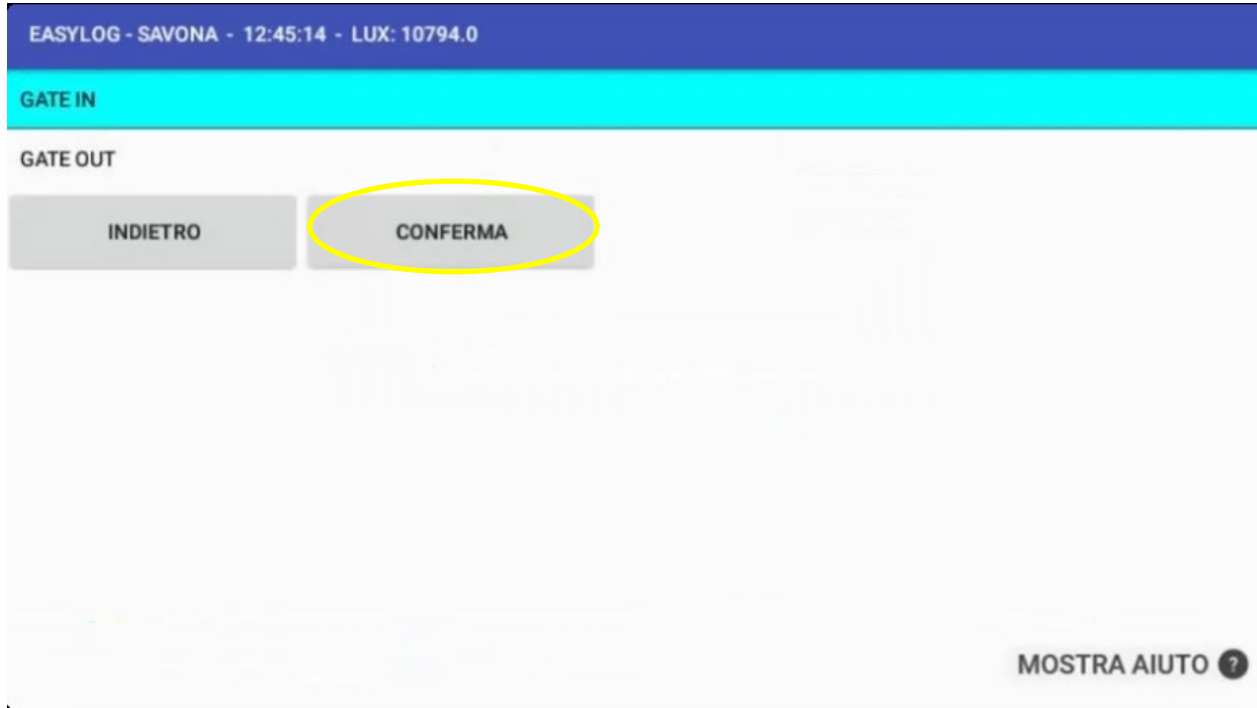 EASYLOG - SAVONA - 12:45:14 - LUX: 10794.0
GATE IN
GATE OUT
INDIETRO CONFERMA
MOSTRA AIUTO ?